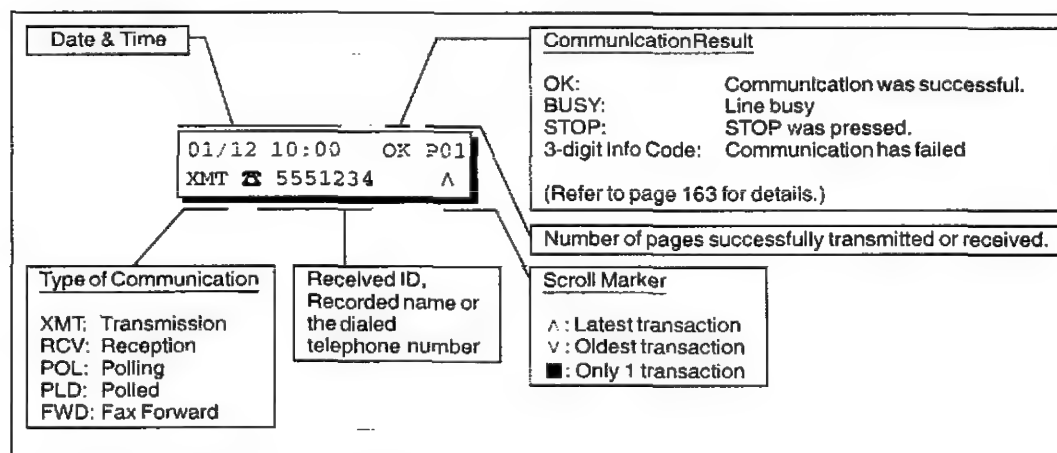 Date & Time
Communication Result
OK: Communication was successful.
BUSY: Line busy
STOP: STOP was pressed.
3-digit Info Code: Communication has failed
(Refer to page 163 for details.)
01/12 10:00 OK P01
XMT ☎ 5551234 ∧
Number of pages successfully transmitted or received.
Type of Communication
XMT: Transmission
RCV: Reception
POL: Polling
PLD: Polled
FWD: Fax Forward
Received ID,
Recorded name or
the dialed
telephone number
Scroll Marker
∧ : Latest transaction
∨ : Oldest transaction
■ : Only 1 transaction